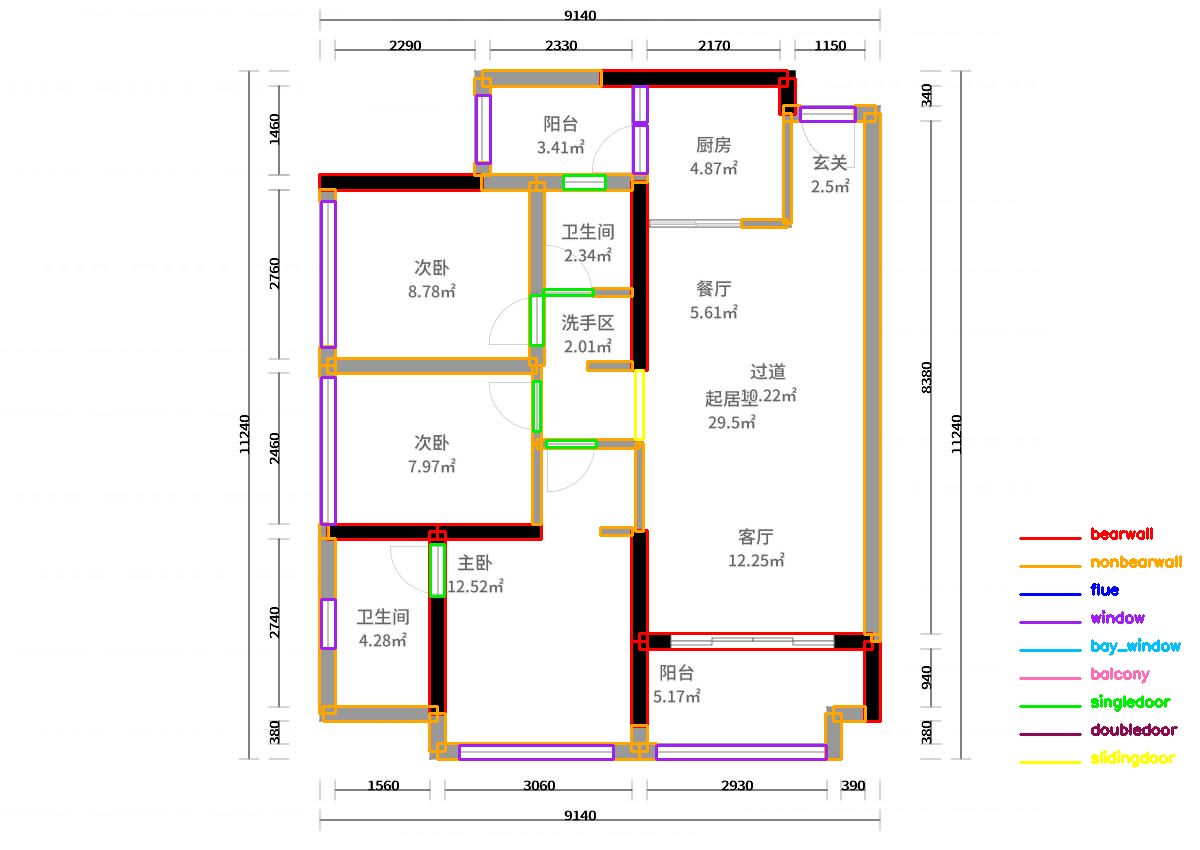 9140
2290
2330
2170
1150
340
1460
阳台
3.41㎡
厨房
4.87㎡
玄关
2.5㎡
卫生间
2.34㎡
次卧
8.78㎡
2760
餐厅
5.61㎡
洗手区
2.01㎡
过道
10.22㎡
起居室
29.5㎡
8380
11240
11240
2460
次卧
7.97㎡
客厅
12.25㎡
主卧
12.52㎡
卫生间
4.28㎡
2740
阳台
5.17㎡
940
380
380
bearwall
nonbearwall
flue
window
bay_window
balcony
singledoor
doubledoor
slidingdoor
1560
3060
2930
390
9140